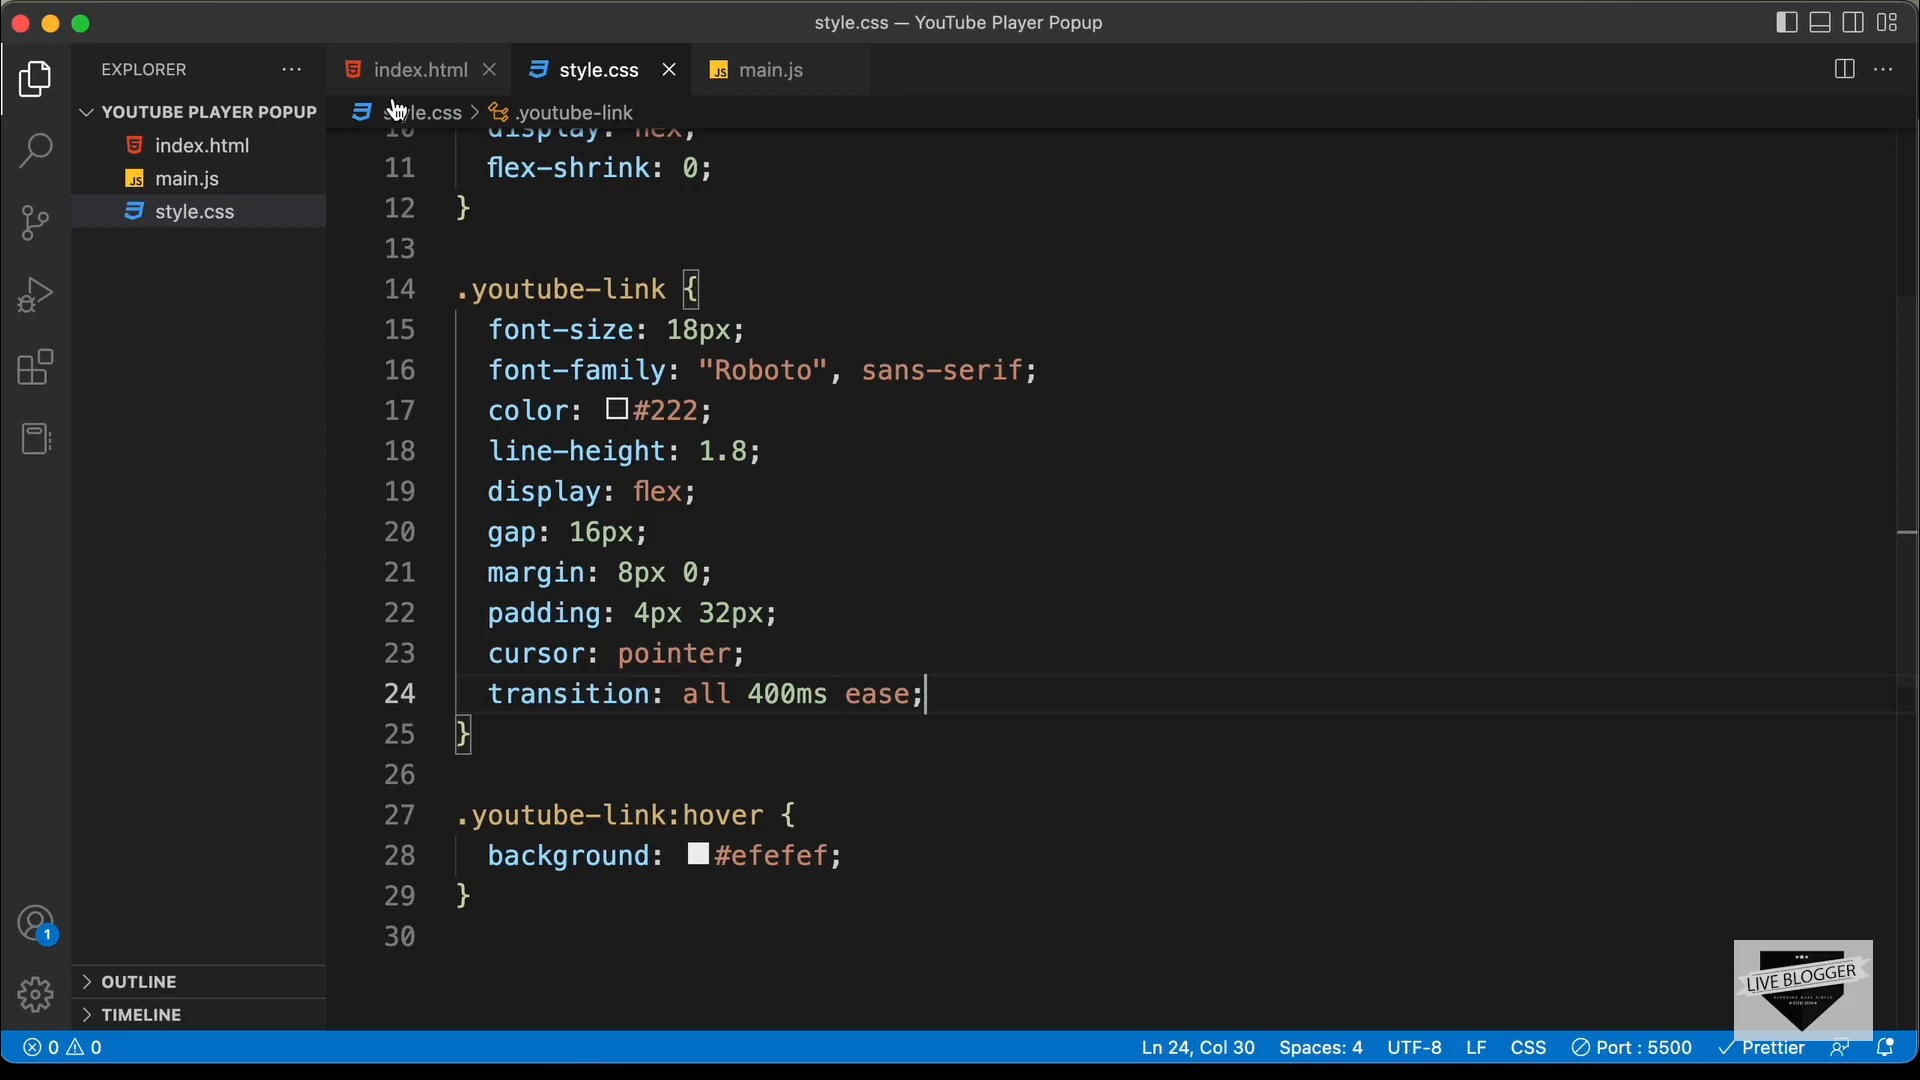 style.css — YouTube Player Popup
EXPLORER
index.html
style.css
main.js
YOUTUBE PLAYER POPUP
style.css > .youtube-link
index.html
main.js
style.css
10 display: flex;
11 flex-shrink: 0;
12 }
13
14 .youtube-link {
15 font-size: 18px;
16 font-family: "Roboto", sans-serif;
17 color: #222;
18 line-height: 1.8;
19 display: flex;
20 gap: 16px;
21 margin: 8px 0;
22 padding: 4px 32px;
23 cursor: pointer;
24 transition: all 400ms ease;
25 }
26
27 .youtube-link:hover {
28 background: #efefef;
29 }
30
1
OUTLINE
TIMELINE
LIVE BLOGGER
0 0
Ln 24, Col 30 Spaces: 4 UTF-8 LF CSS Port : 5500 Prettier